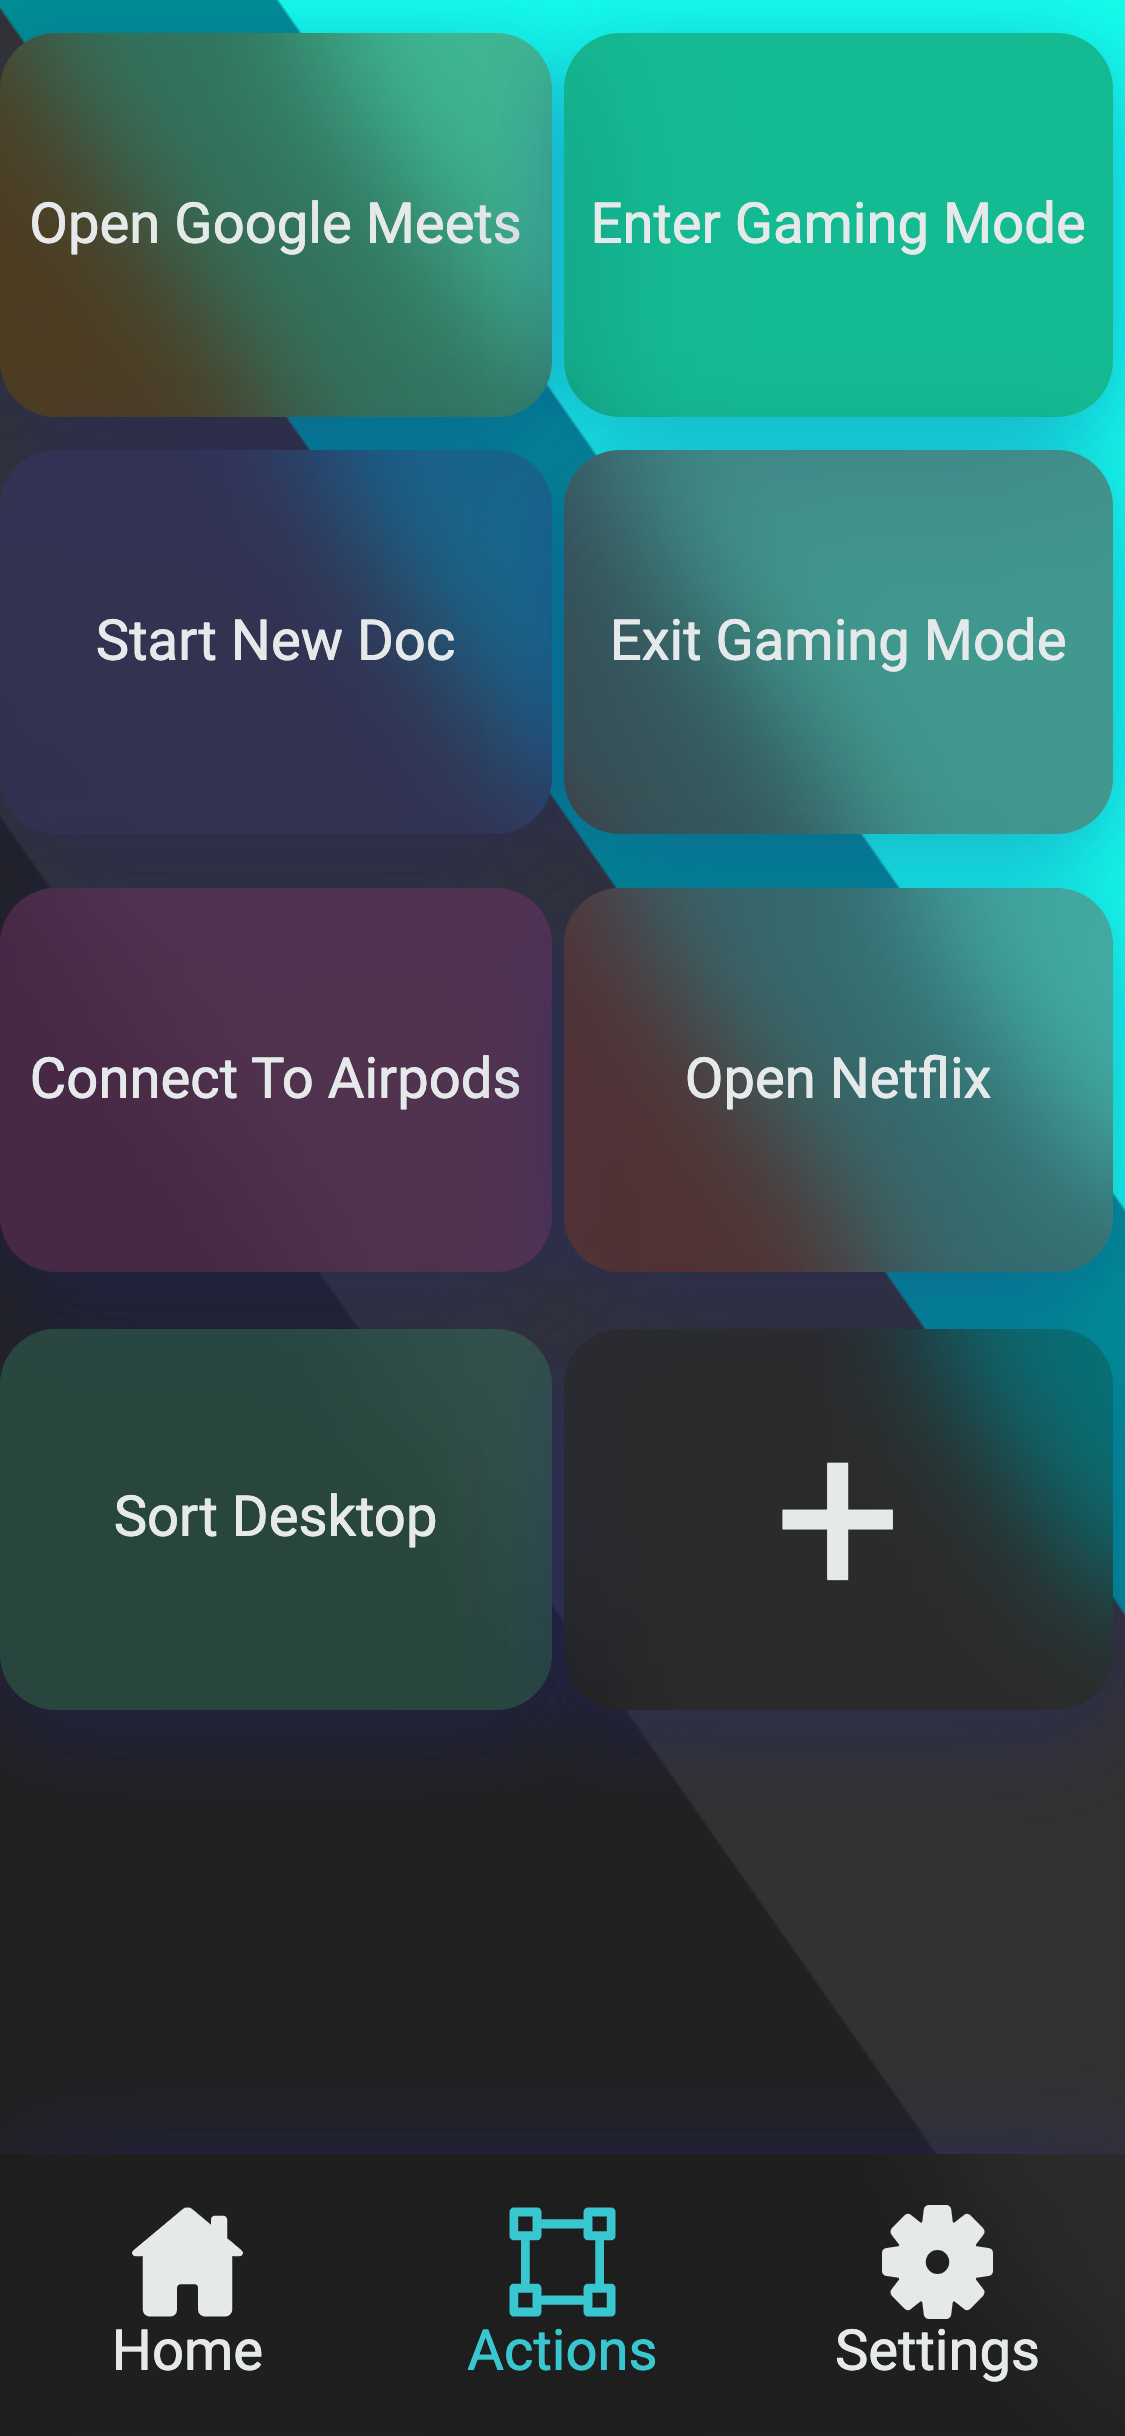 Open Google Meets
Enter Gaming Mode
Start New Doc
Exit Gaming Mode
Connect To Airpods
Open Netflix
Sort Desktop
+
Home
Actions
Settings